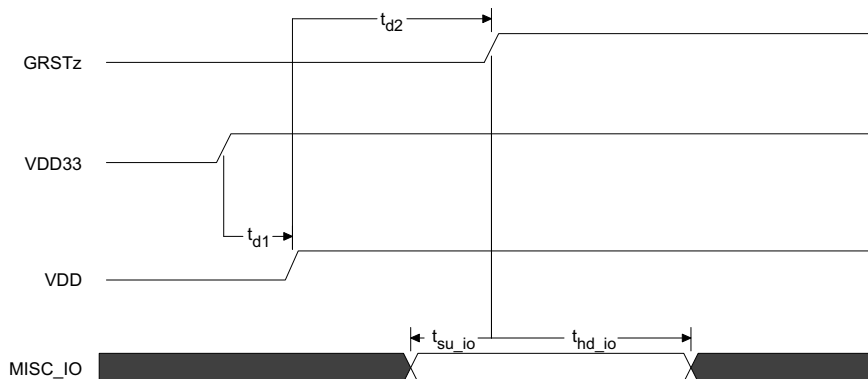 t_d2
GRSTz
VDD33
t_d1
VDD
t_su_io
t_hd_io
MISC_IO